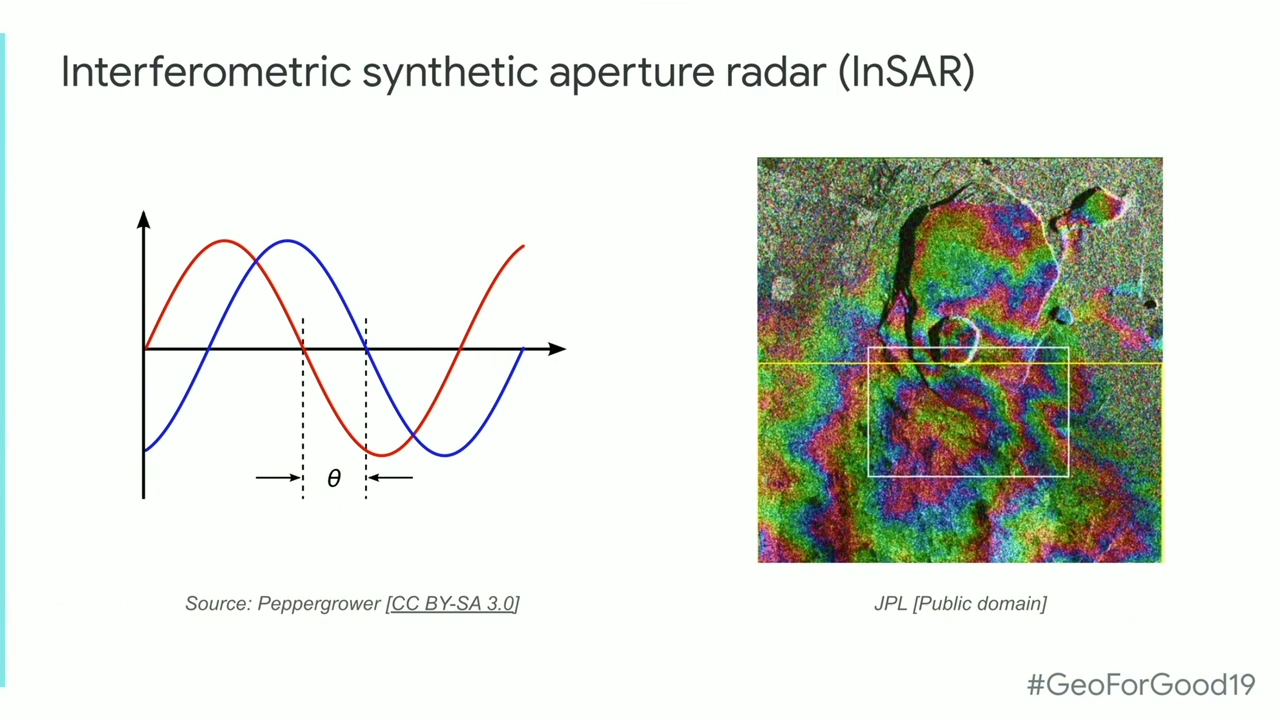 Interferometric synthetic aperture radar (InSAR)
θ
Source: Peppergrower [CC BY-SA 3.0]
JPL [Public domain]
#GeoForGood19